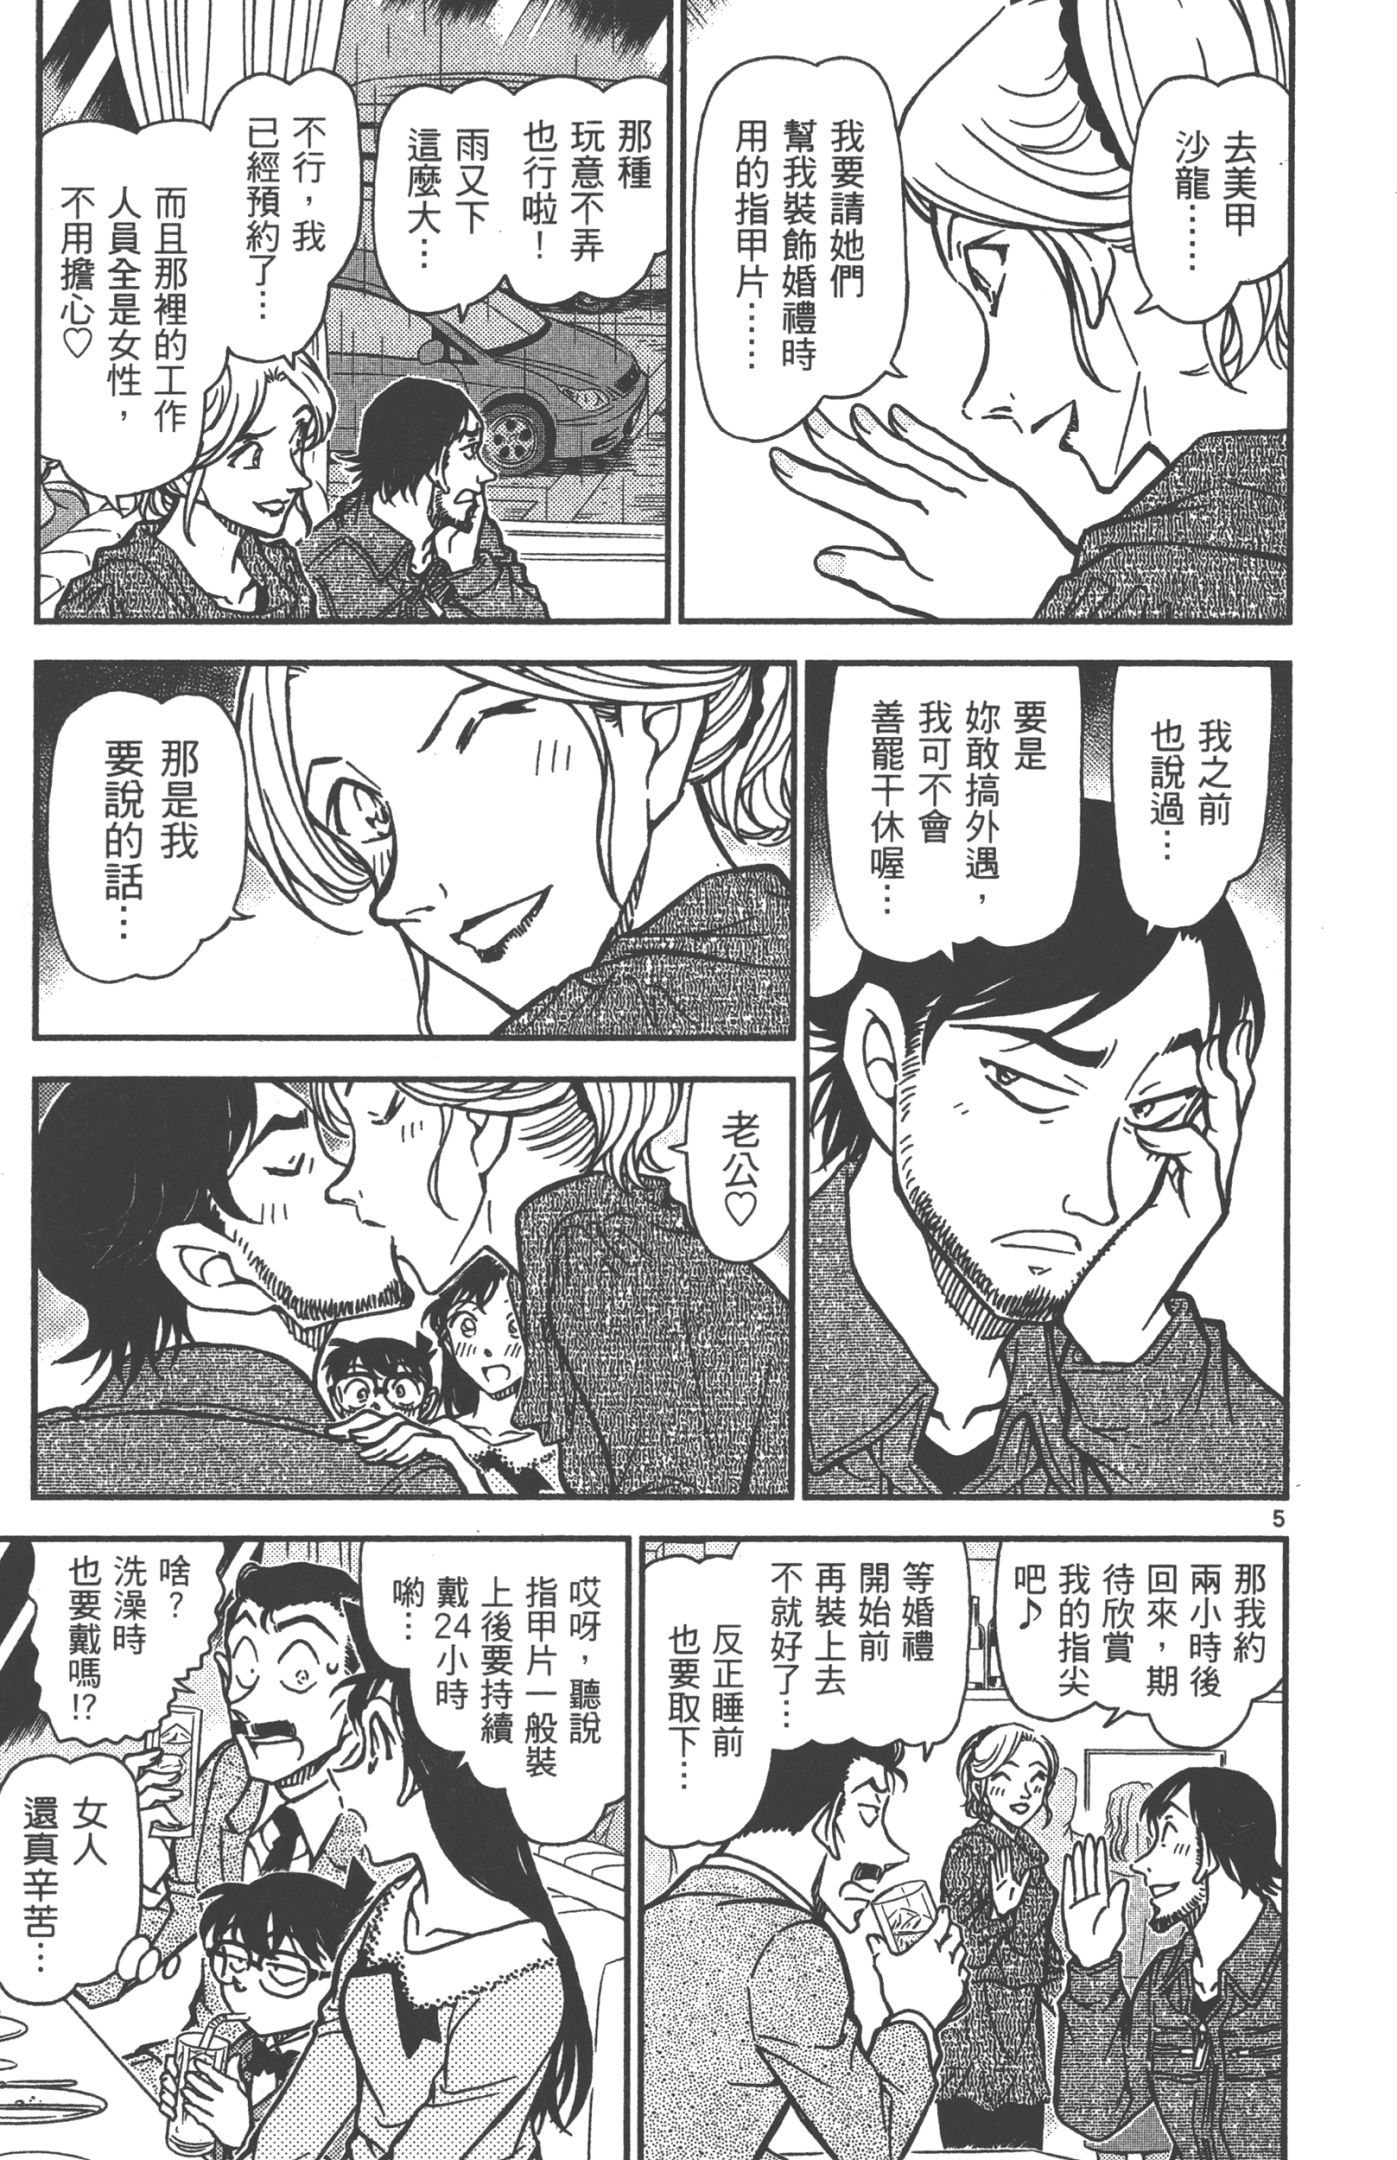 去美甲
沙龍……
我要請她們
幫我裝飾婚禮時
用的指甲片……
那種
玩意不弄
也行啦！
雨又下
這麼大…
不行，我
已經預約了…
而且那裡的工作
人員全是女性，
不用擔心♡
我之前
也說過…
要是
妳敢搞外遇，
我可不會
善罷干休喔…
那是我
要說的話…
老公♡
5
那我約
兩小時後
回來，期
待欣賞
我的指尖
吧♪
等婚禮
開始前
再裝上去
不就好了…
反正睡前
也要取下…
哎呀，聽說
指甲片一般裝
上後要持續
戴24小時
喲…
啥？
洗澡時
也要戴嗎!?
女人
還真辛苦…